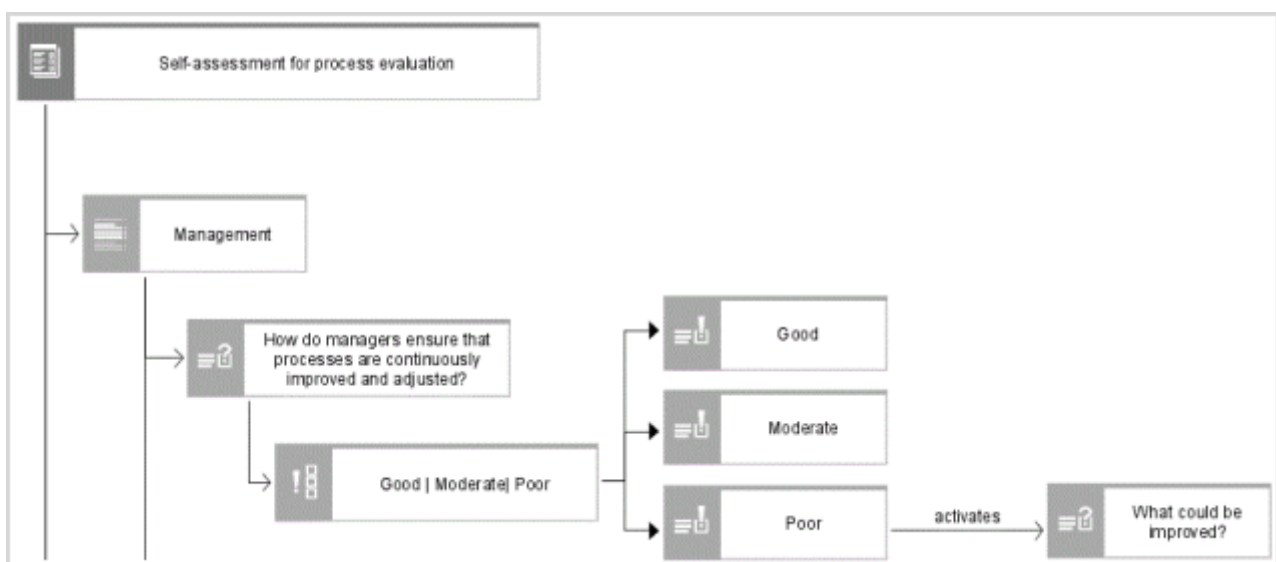 Self-assessment for process evaluation
Management
How do managers ensure that
processes are continuously
improved and adjusted?
Good
Good | Moderate| Poor
Moderate
Poor
activates
What could be
improved?